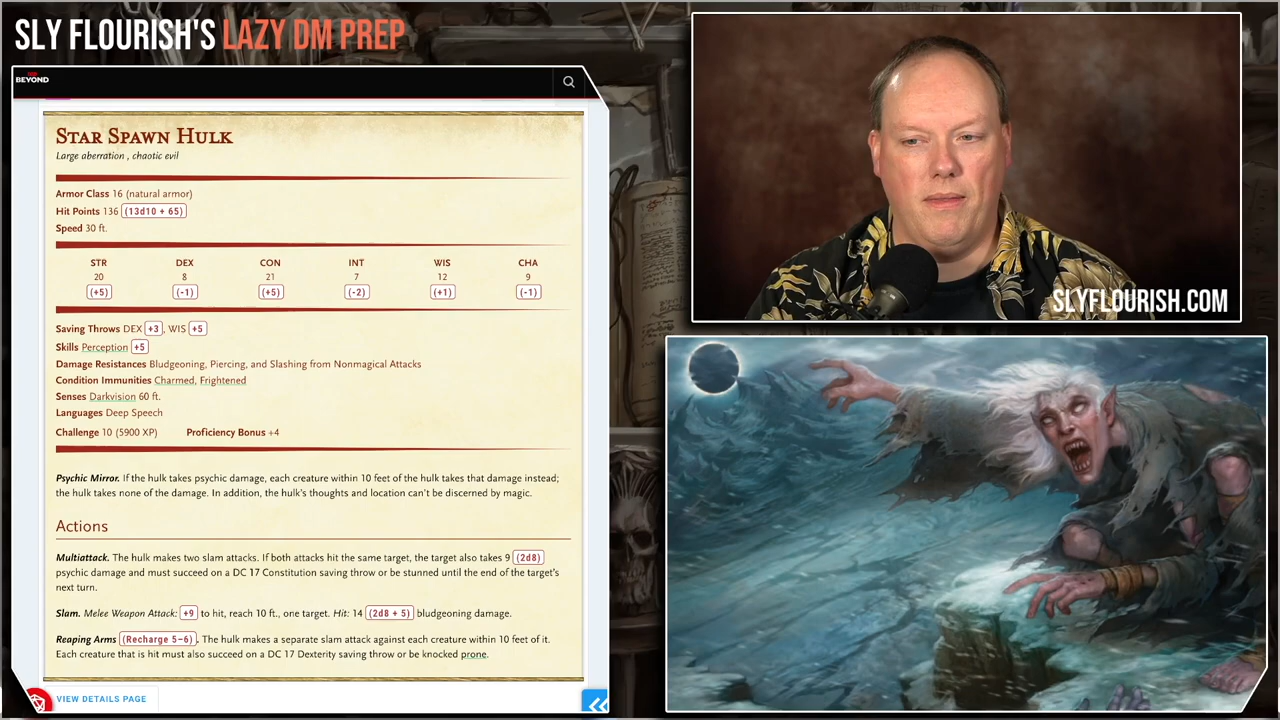 SLY FLOURISH'S LAZY DM PREP
BEYOND
STAR SPAWN HULK
Large aberration , chaotic evil
Armor Class 16 (natural armor)
Hit Points 136 (13d10 + 65)
Speed 30 ft.
STR DEX CON INT WIS CHA
20 8 21 7 12 9
(+5) (-1) (+5) (-2) (+1) (-1)
Saving Throws DEX +3, WIS +5
Skills Perception +5
Damage Resistances Bludgeoning, Piercing, and Slashing from Nonmagical Attacks
Condition Immunities Charmed, Frightened
Senses Darkvision 60 ft.
Languages Deep Speech
Challenge 10 (5900 XP) Proficiency Bonus +4
Psychic Mirror. If the hulk takes psychic damage, each creature within 10 feet of the hulk takes that damage instead;
the hulk takes none of the damage. In addition, the hulk's thoughts and location can't be discerned by magic.
Actions
Multiattack. The hulk makes two slam attacks. If both attacks hit the same target, the target also takes 9 (2d8)
psychic damage and must succeed on a DC 17 Constitution saving throw or be stunned until the end of the target's
next turn.
Slam. Melee Weapon Attack: +9 to hit, reach 10 ft., one target. Hit: 14 (2d8 + 5) bludgeoning damage.
Reaping Arms (Recharge 5–6). The hulk makes a separate slam attack against each creature within 10 feet of it.
Each creature that is hit must also succeed on a DC 17 Dexterity saving throw or be knocked prone.
VIEW DETAILS PAGE
SLYFLOURISH.COM